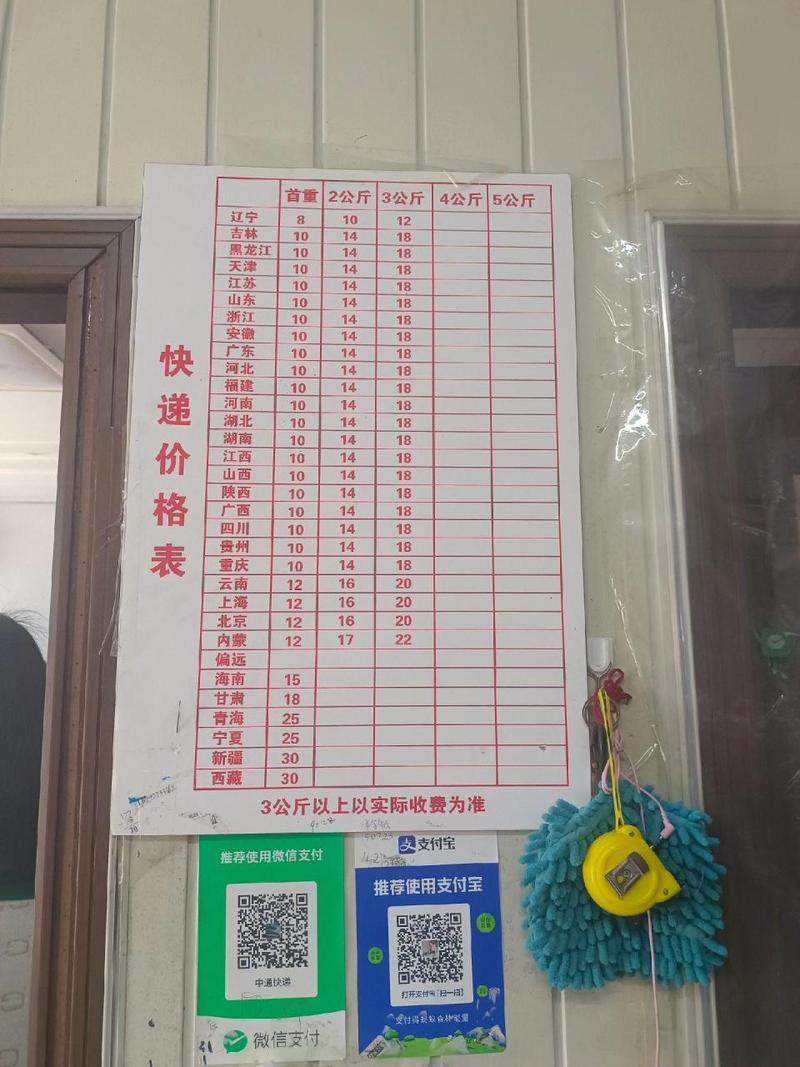 快递价格表
首重 2公斤 3公斤 4公斤 5公斤
辽宁 8 10 12
吉林 10 14 18
黑龙江 10 14 18
天津 10 14 18
江苏 10 14 18
山东 10 14 18
浙江 10 14 18
安徽 10 14 18
广东 10 14 18
河北 10 14 18
福建 10 14 18
河南 10 14 18
湖北 10 14 18
湖南 10 14 18
江西 10 14 18
山西 10 14 18
陕西 10 14 18
广西 10 14 18
四川 10 14 18
贵州 10 14 18
重庆 10 14 18
云南 12 16 20
上海 12 16 20
北京 12 16 20
内蒙 12 17 22
偏远
海南 15
甘肃 18
青海 25
宁夏 25
新疆 30
西藏 30
3公斤以上以实际收费为准
推荐使用微信支付
中通快递
微信支付
支付宝
推荐使用支付宝
打开支付宝[扫一扫]